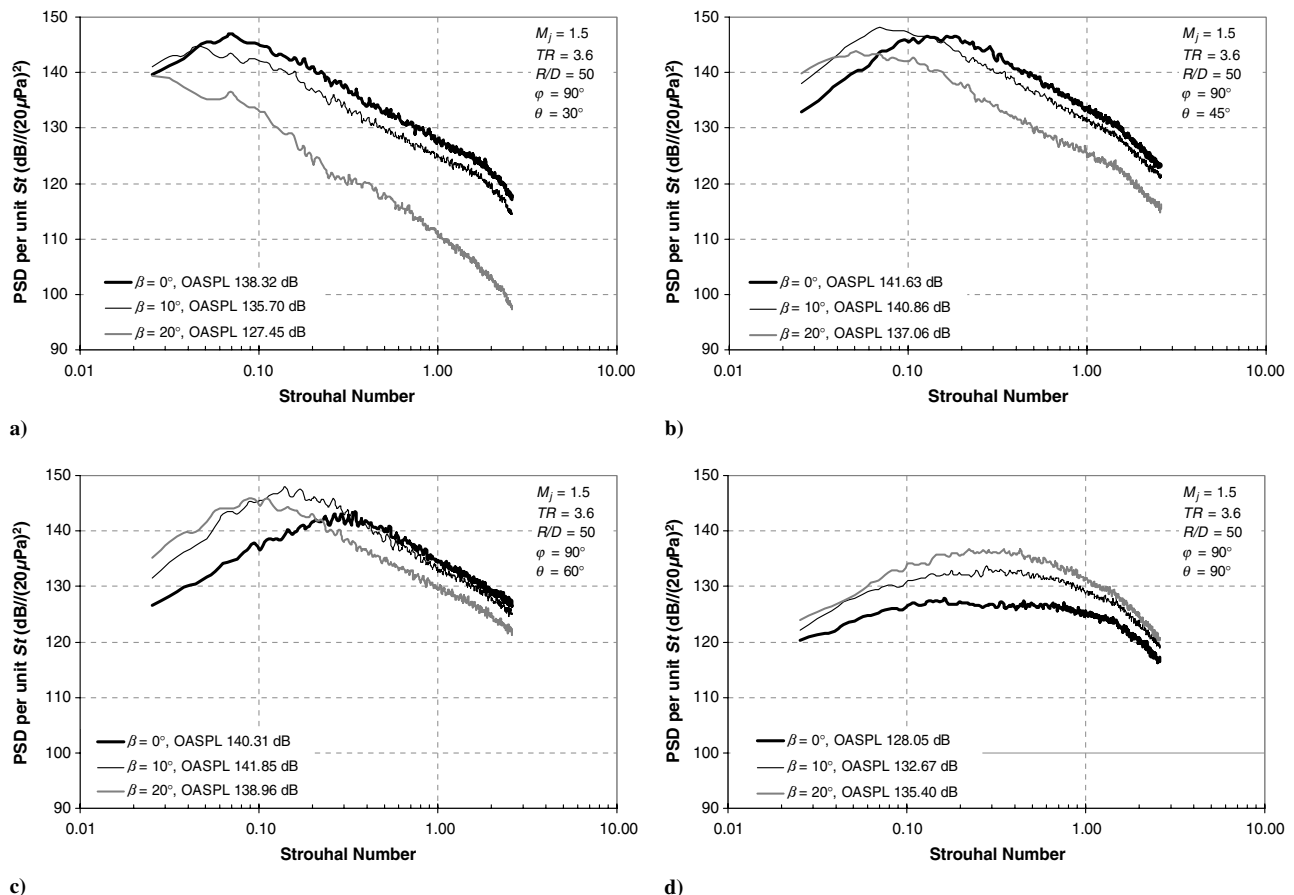 150
140
130
120
110
100
90
PSD per unit St (dB//(20µPa)²)
M_j = 1.5
TR = 3.6
R/D = 50
φ = 90°
θ = 30°
β = 0°, OASPL 138.32 dB
β = 10°, OASPL 135.70 dB
β = 20°, OASPL 127.45 dB
0.01 0.10 1.00 10.00
Strouhal Number
a)
150
140
130
120
110
100
90
PSD per unit St (dB//(20µPa)²)
M_j = 1.5
TR = 3.6
R/D = 50
φ = 90°
θ = 45°
β = 0°, OASPL 141.63 dB
β = 10°, OASPL 140.86 dB
β = 20°, OASPL 137.06 dB
0.01 0.10 1.00 10.00
Strouhal Number
b)
150
140
130
120
110
100
90
PSD per unit St (dB//(20µPa)²)
M_j = 1.5
TR = 3.6
R/D = 50
φ = 90°
θ = 60°
β = 0°, OASPL 140.31 dB
β = 10°, OASPL 141.85 dB
β = 20°, OASPL 138.96 dB
0.01 0.10 1.00 10.00
Strouhal Number
c)
150
140
130
120
110
100
90
PSD per unit St (dB//(20µPa)²)
M_j = 1.5
TR = 3.6
R/D = 50
φ = 90°
θ = 90°
β = 0°, OASPL 128.05 dB
β = 10°, OASPL 132.67 dB
β = 20°, OASPL 135.40 dB
0.01 0.10 1.00 10.00
Strouhal Number
d)